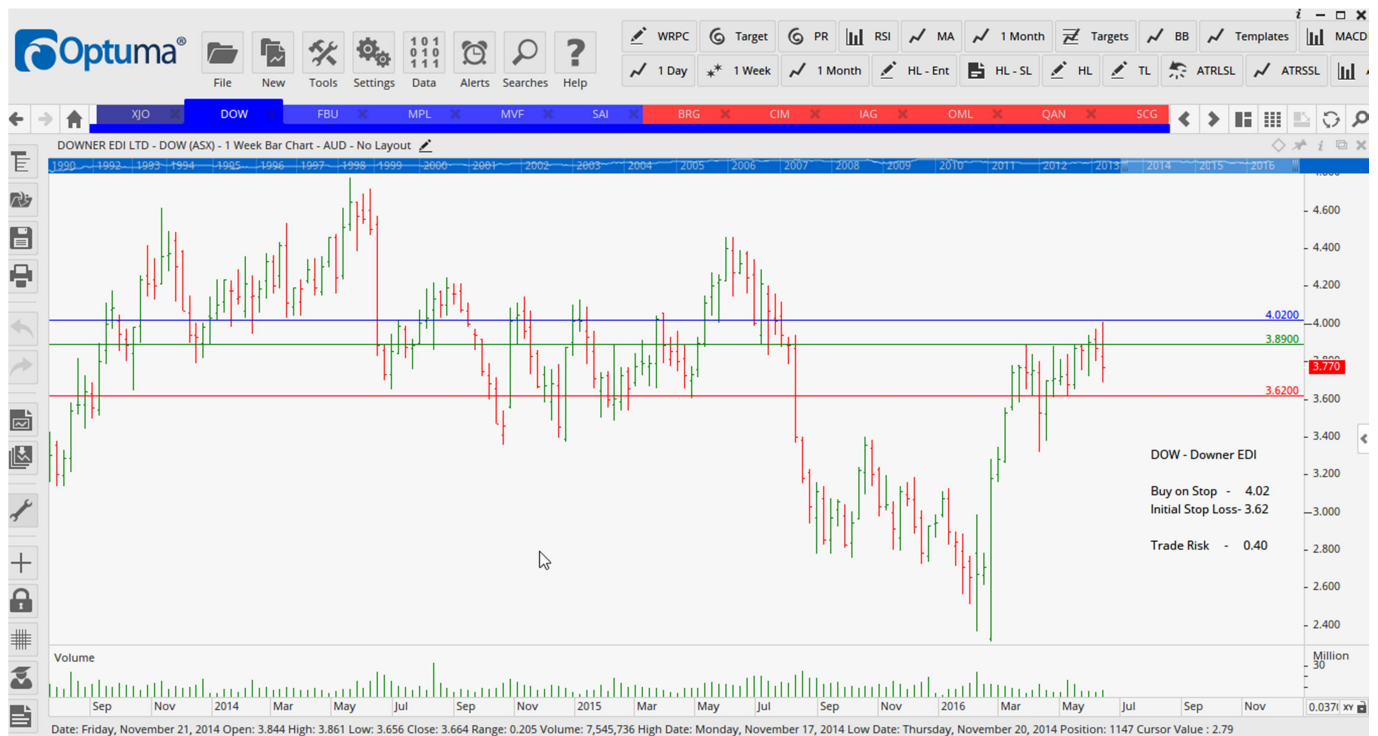 i
Optuma®
File New Tools Settings Data Alerts Searches Help
101
010
111
WRPC Target PR RSI MA 1 Month Targets BB Templates MACD
1 Day 1 Week 1 Month HL - Ent HL - SL HL TL ATRLSL ATRSSL
XJO DOW FBU MPL MVF SAI BRG CIM IAG OML QAN SCG
DOWNER EDI LTD - DOW (ASX) - 1 Week Bar Chart - AUD - No Layout
1990 1992 1993 1994 1995 1996 1997 1998 1999 2000 2001 2002 2003 2004 2005 2006 2007 2008 2009 2010 2011 2012 2013 2014 2015 2016
4.600
4.400
4.200
4.0200
4.000
3.8900
3.800
3.770
3.6200
3.600
3.400
DOW - Downer EDI
3.200
Buy on Stop - 4.02
Initial Stop Loss- 3.62
3.000
Trade Risk - 0.40
2.800
2.600
2.400
Volume Million
30
Sep Nov 2014 Mar May Jul Sep Nov 2015 Mar May Jul Sep Nov 2016 Mar May Jul Sep Nov XY
Date: Friday, November 21, 2014 Open: 3.844 High: 3.861 Low: 3.656 Close: 3.664 Range: 0.205 Volume: 7,545,736 High Date: Monday, November 17, 2014 Low Date: Thursday, November 20, 2014 Position: 1147 Cursor Value : 2.79